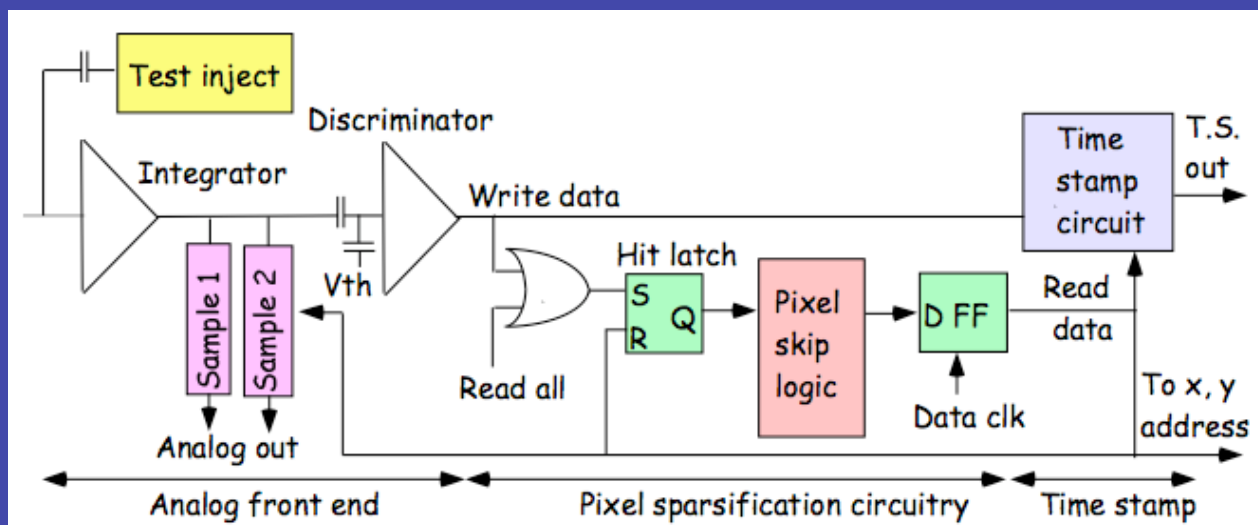 Test inject
Discriminator
Integrator
Write data
Time
stamp
circuit
T.S.
out
Sample 1
Sample 2
Vth
Hit latch
S
R
Q
Pixel
skip
logic
D FF
Read
data
Read all
Data clk
To x, y
address
Analog out
Analog front end
Pixel sparsification circuitry
Time stamp